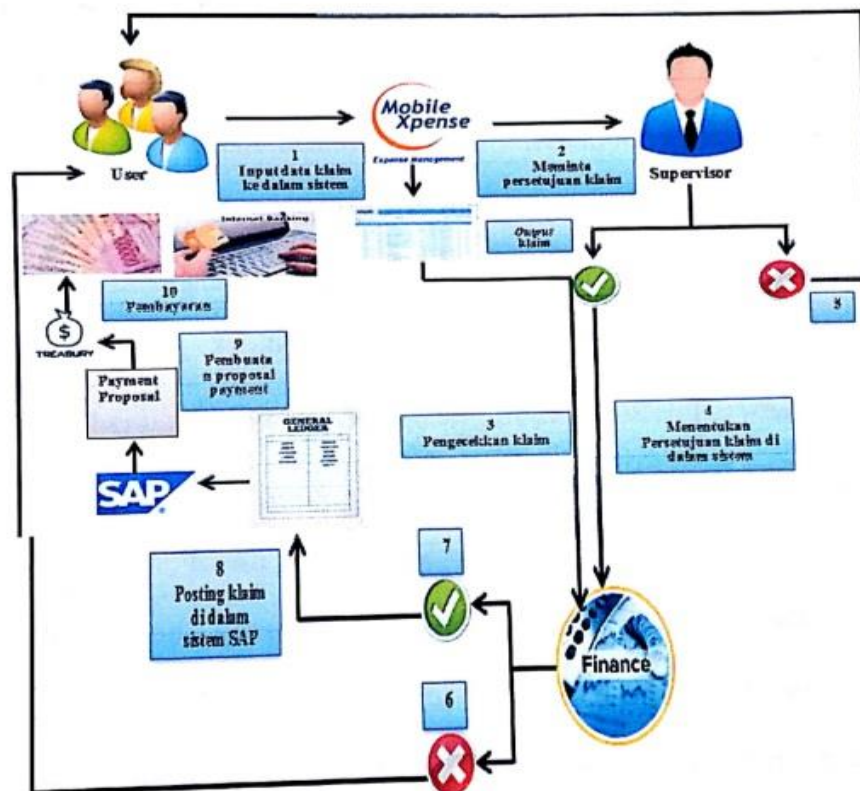 Mobile
Xpense
Expense Management
User
Supervisor
1
Input data klaim
ke dalam sistem
2
Meminta
persetujuan klaim
Internet Banking
Output
klaim
5
10
Pembayaran
$
TREASURY
9
Pembuata
n proposal
payment
Payment
Proposal
GENERAL
LEDGER
3
Pengecekkan klaim
4
Menentukan
Persetujuan klaim di
dalam sistem
SAP
7
8
Posting klaim
di dalam
sistem SAP
Finance
6